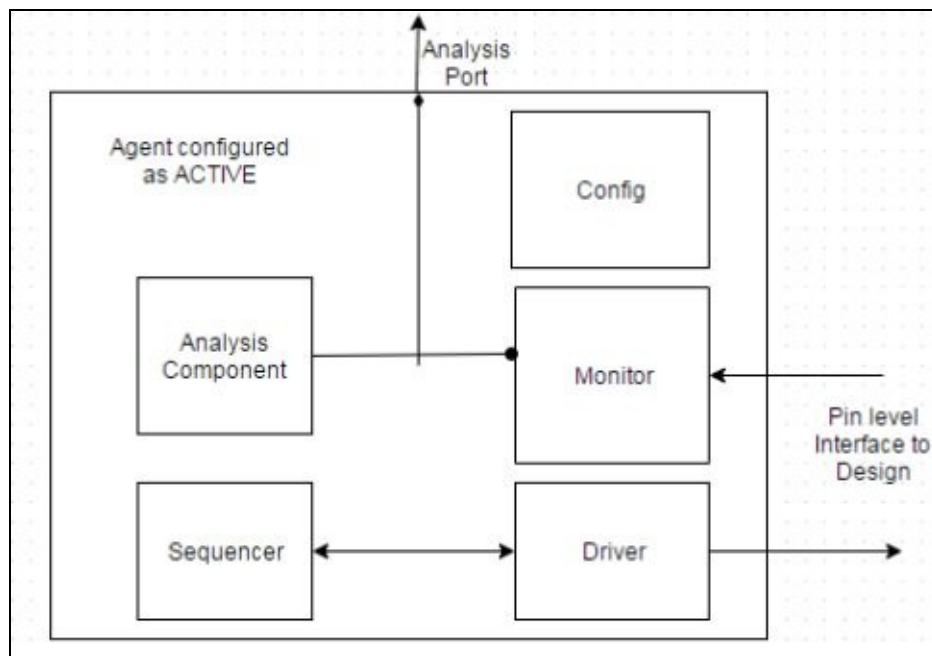 Analysis
Port
Agent configured
as ACTIVE
Config
Analysis
Component
Monitor
Pin level
Interface to
Design
Sequencer
Driver